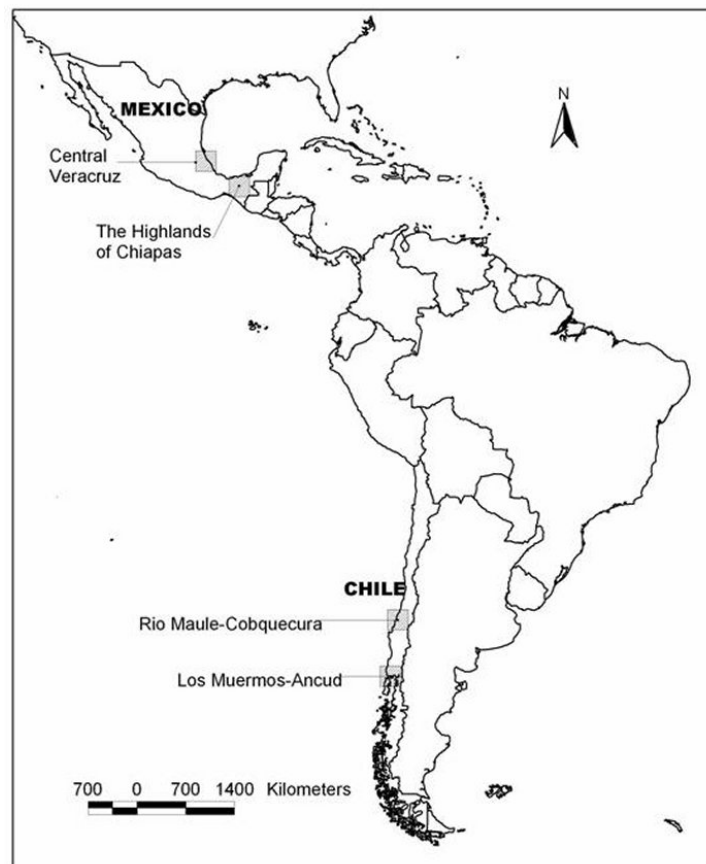 N
MEXICO
Central
Veracruz
The Highlands
of Chiapas
CHILE
Rio Maule-Cobquecura
Los Muermos-Ancud
700 0 700 1400 Kilometers